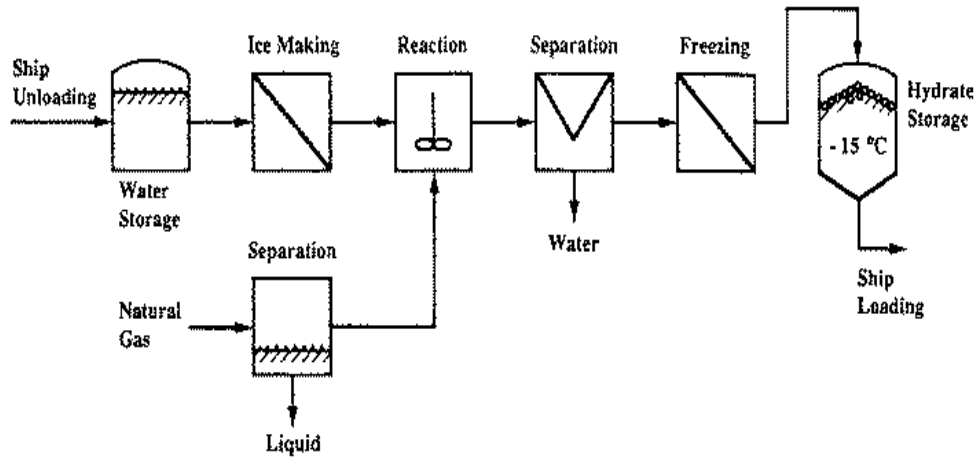 Ice Making
Reaction
Separation
Freezing
Ship
Unloading
Hydrate
Storage
- 15 °C
Water
Storage
Water
Separation
Ship
Loading
Natural
Gas
Liquid